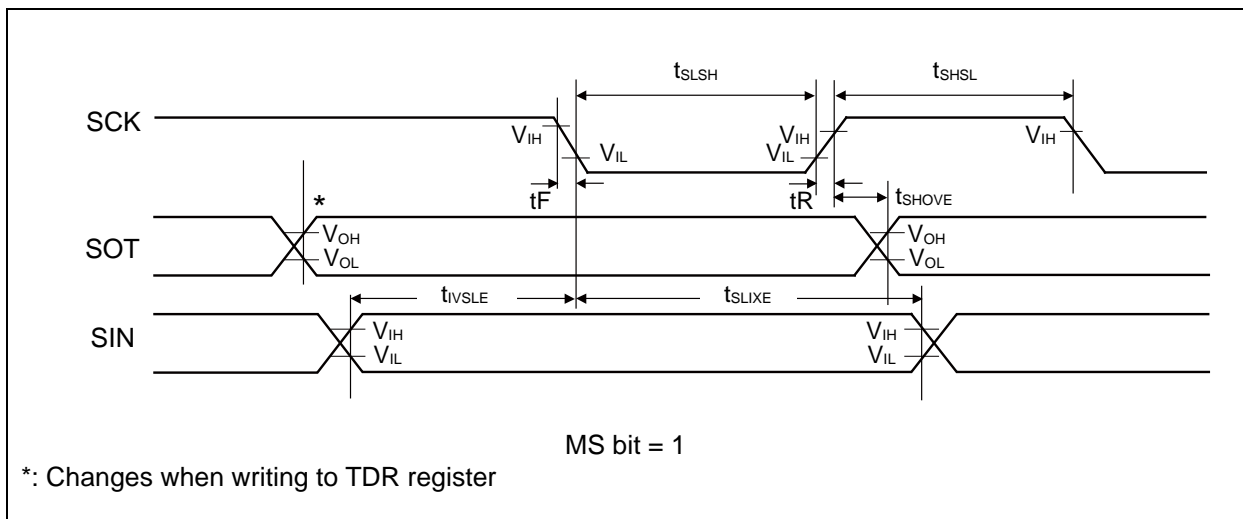 tSLSH tSHSL
SCK
VIH VIL VIL VIH VIH
tF tR tSHOVE
*
SOT
VOH VOH
VOL VOL
tIVSLE tSLIXE
SIN
VIH VIH
VIL VIL
MS bit = 1
*: Changes when writing to TDR register